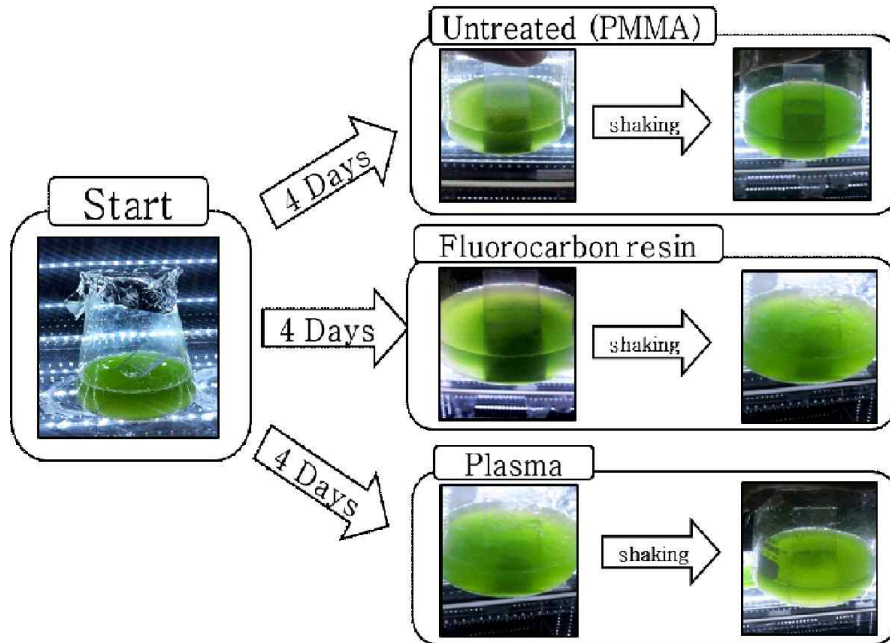 Untreated (PMMA)
shaking
4 Days
Start
Fluorocarbon resin
4 Days
shaking
4 Days
Plasma
shaking